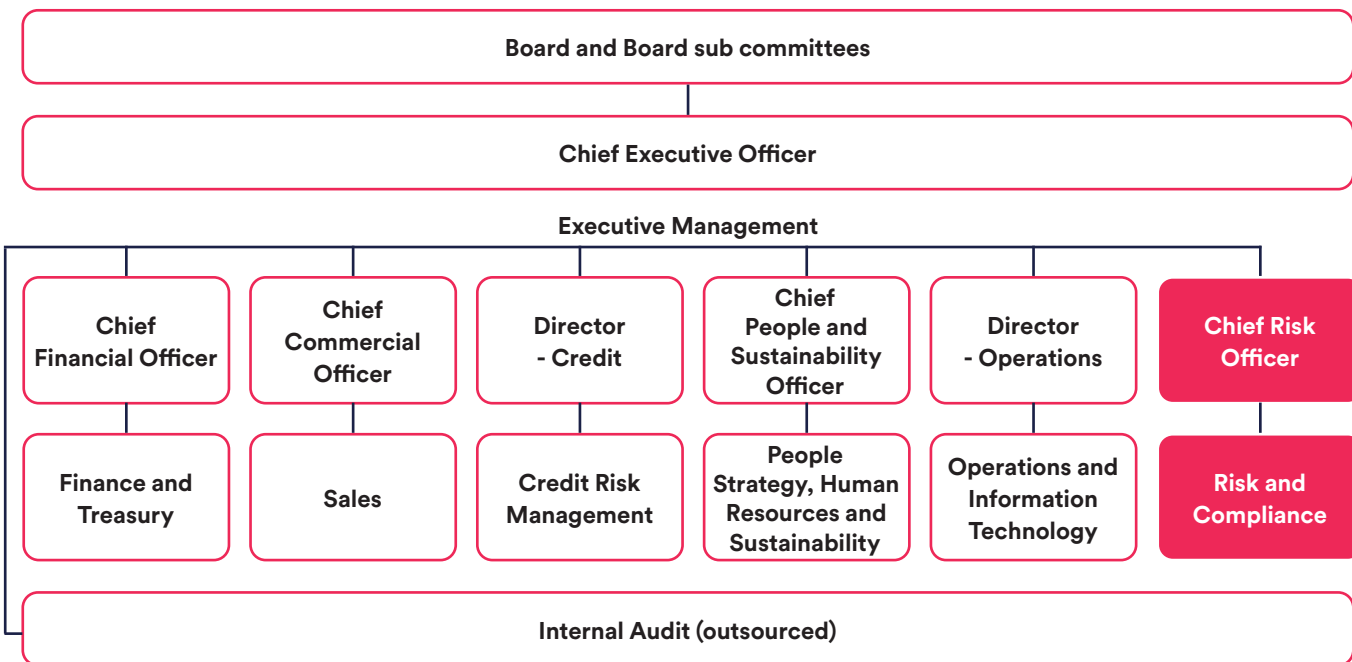 Board and Board sub committees
Chief Executive Officer
Executive Management
Chief
Financial Officer
Chief
Commercial
Officer
Director
- Credit
Chief
People and
Sustainability
Officer
Director
- Operations
Chief Risk
Officer
Finance and
Treasury
Sales
Credit Risk
Management
People
Strategy, Human
Resources and
Sustainability
Operations and
Information
Technology
Risk and
Compliance
Internal Audit (outsourced)